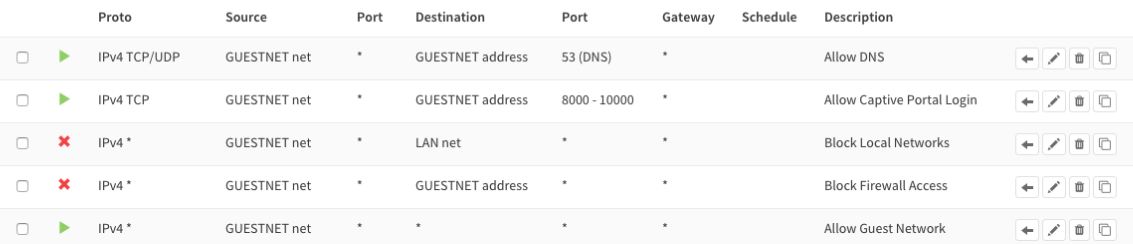 Proto Source Port Destination Port Gateway Schedule Description
IPv4 TCP/UDP GUESTNET net * GUESTNET address 53 (DNS) * Allow DNS
IPv4 TCP GUESTNET net * GUESTNET address 8000 - 10000 * Allow Captive Portal Login
IPv4 * GUESTNET net * LAN net * * Block Local Networks
IPv4 * GUESTNET net * GUESTNET address * * Block Firewall Access
IPv4 * GUESTNET net * * * * Allow Guest Network